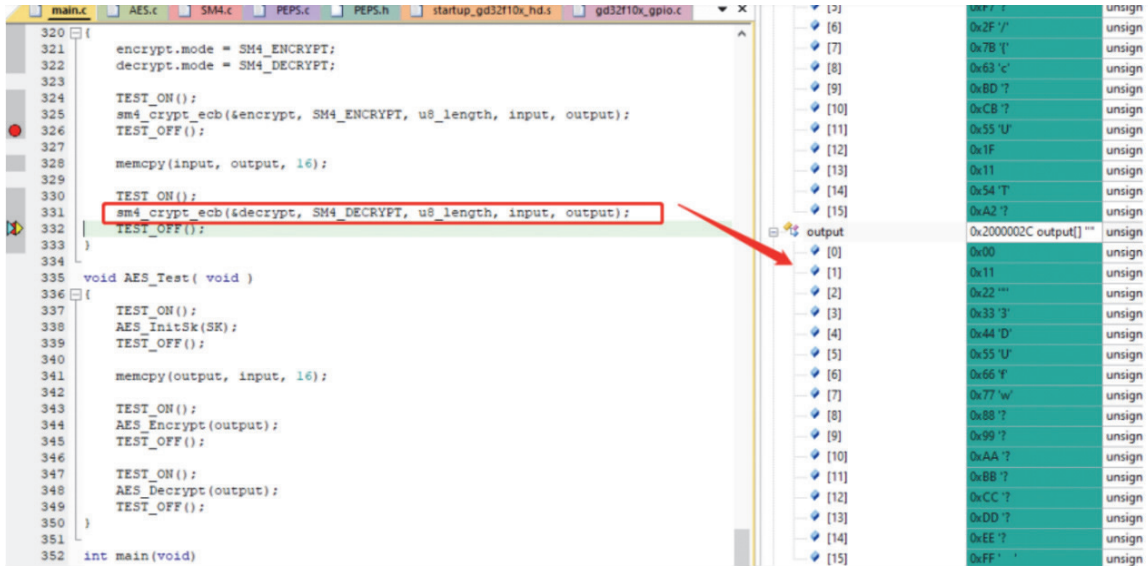 main.c AES.c SM4.c PEPS.c PEPS.h startup_gd32f10x_hd.s gd32f10x_gpio.c
320 {
321 encrypt.mode = SM4_ENCRYPT;
322 decrypt.mode = SM4_DECRYPT;
323
324 TEST_ON();
325 sm4_crypt_ecb(&encrypt, SM4_ENCRYPT, u8_length, input, output);
326 TEST_OFF();
327
328 memcpy(input, output, 16);
329
330 TEST_ON();
331 sm4_crypt_ecb(&decrypt, SM4_DECRYPT, u8_length, input, output);
332 TEST_OFF();
333 }
334
335 void AES_Test( void )
336 {
337 TEST_ON();
338 AES_InitSk(SK);
339 TEST_OFF();
340
341 memcpy(output, input, 16);
342
343 TEST_ON();
344 AES_Encrypt(output);
345 TEST_OFF();
346
347 TEST_ON();
348 AES_Decrypt(output);
349 TEST_OFF();
350 }
351
352 int main(void)
[5] 0xF7 '? unsign
[6] 0x2F '/' unsign
[7] 0x7B '{' unsign
[8] 0x63 'c' unsign
[9] 0xBD '? unsign
[10] 0xCB '? unsign
[11] 0x55 'U' unsign
[12] 0x1F unsign
[13] 0x11 unsign
[14] 0x54 'T' unsign
[15] 0xA2 '? unsign
output 0x2000002C output[] "" unsign
[0] 0x00 unsign
[1] 0x11 unsign
[2] 0x22 '"' unsign
[3] 0x33 '3' unsign
[4] 0x44 'D' unsign
[5] 0x55 'U' unsign
[6] 0x66 'f' unsign
[7] 0x77 'w' unsign
[8] 0x88 '? unsign
[9] 0x99 '? unsign
[10] 0xAA '? unsign
[11] 0xBB '? unsign
[12] 0xCC '? unsign
[13] 0xDD '? unsign
[14] 0xEE '? unsign
[15] 0xFF ' ' unsign